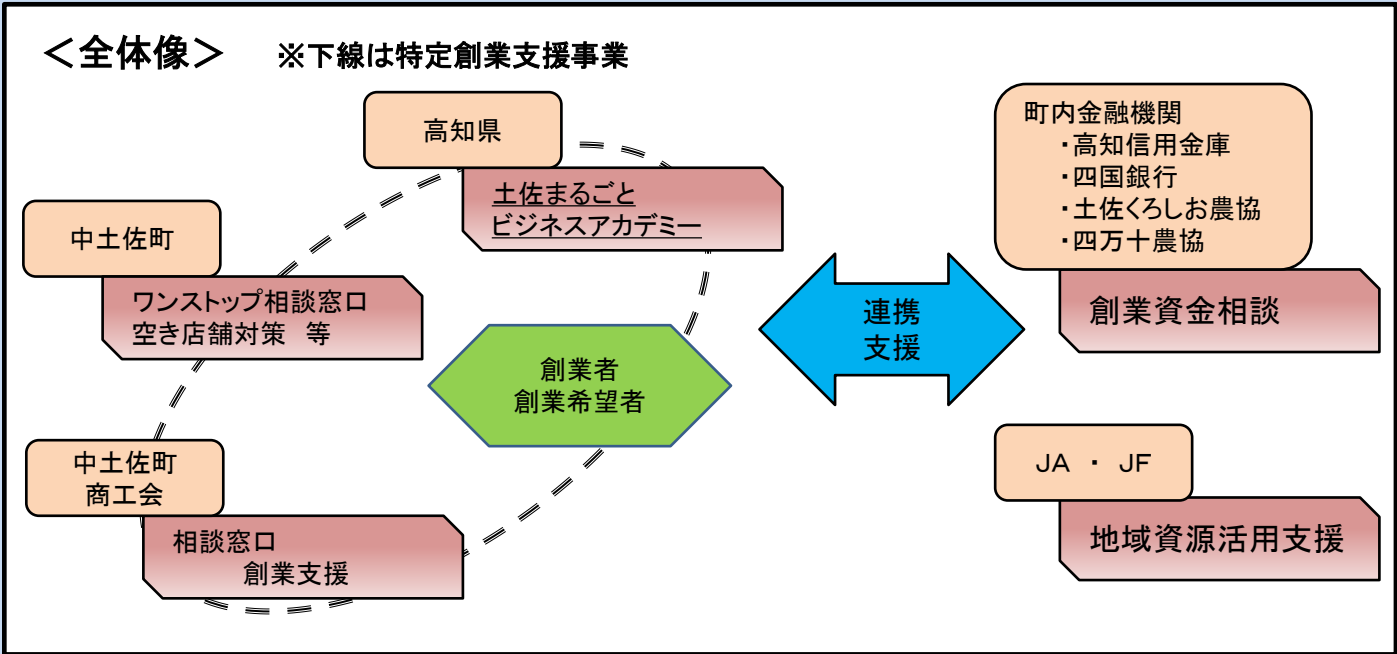 ＜全体像＞　※下線は特定創業支援事業
高知県
土佐まるごと
ビジネスアカデミー
中土佐町
ワンストップ相談窓口
空き店舗対策　等
中土佐町
商工会
相談窓口
創業支援
創業者
創業希望者
連携
支援
町内金融機関
・高知信用金庫
・四国銀行
・土佐くろしお農協
・四万十農協
創業資金相談
ＪＡ ・ ＪＦ
地域資源活用支援